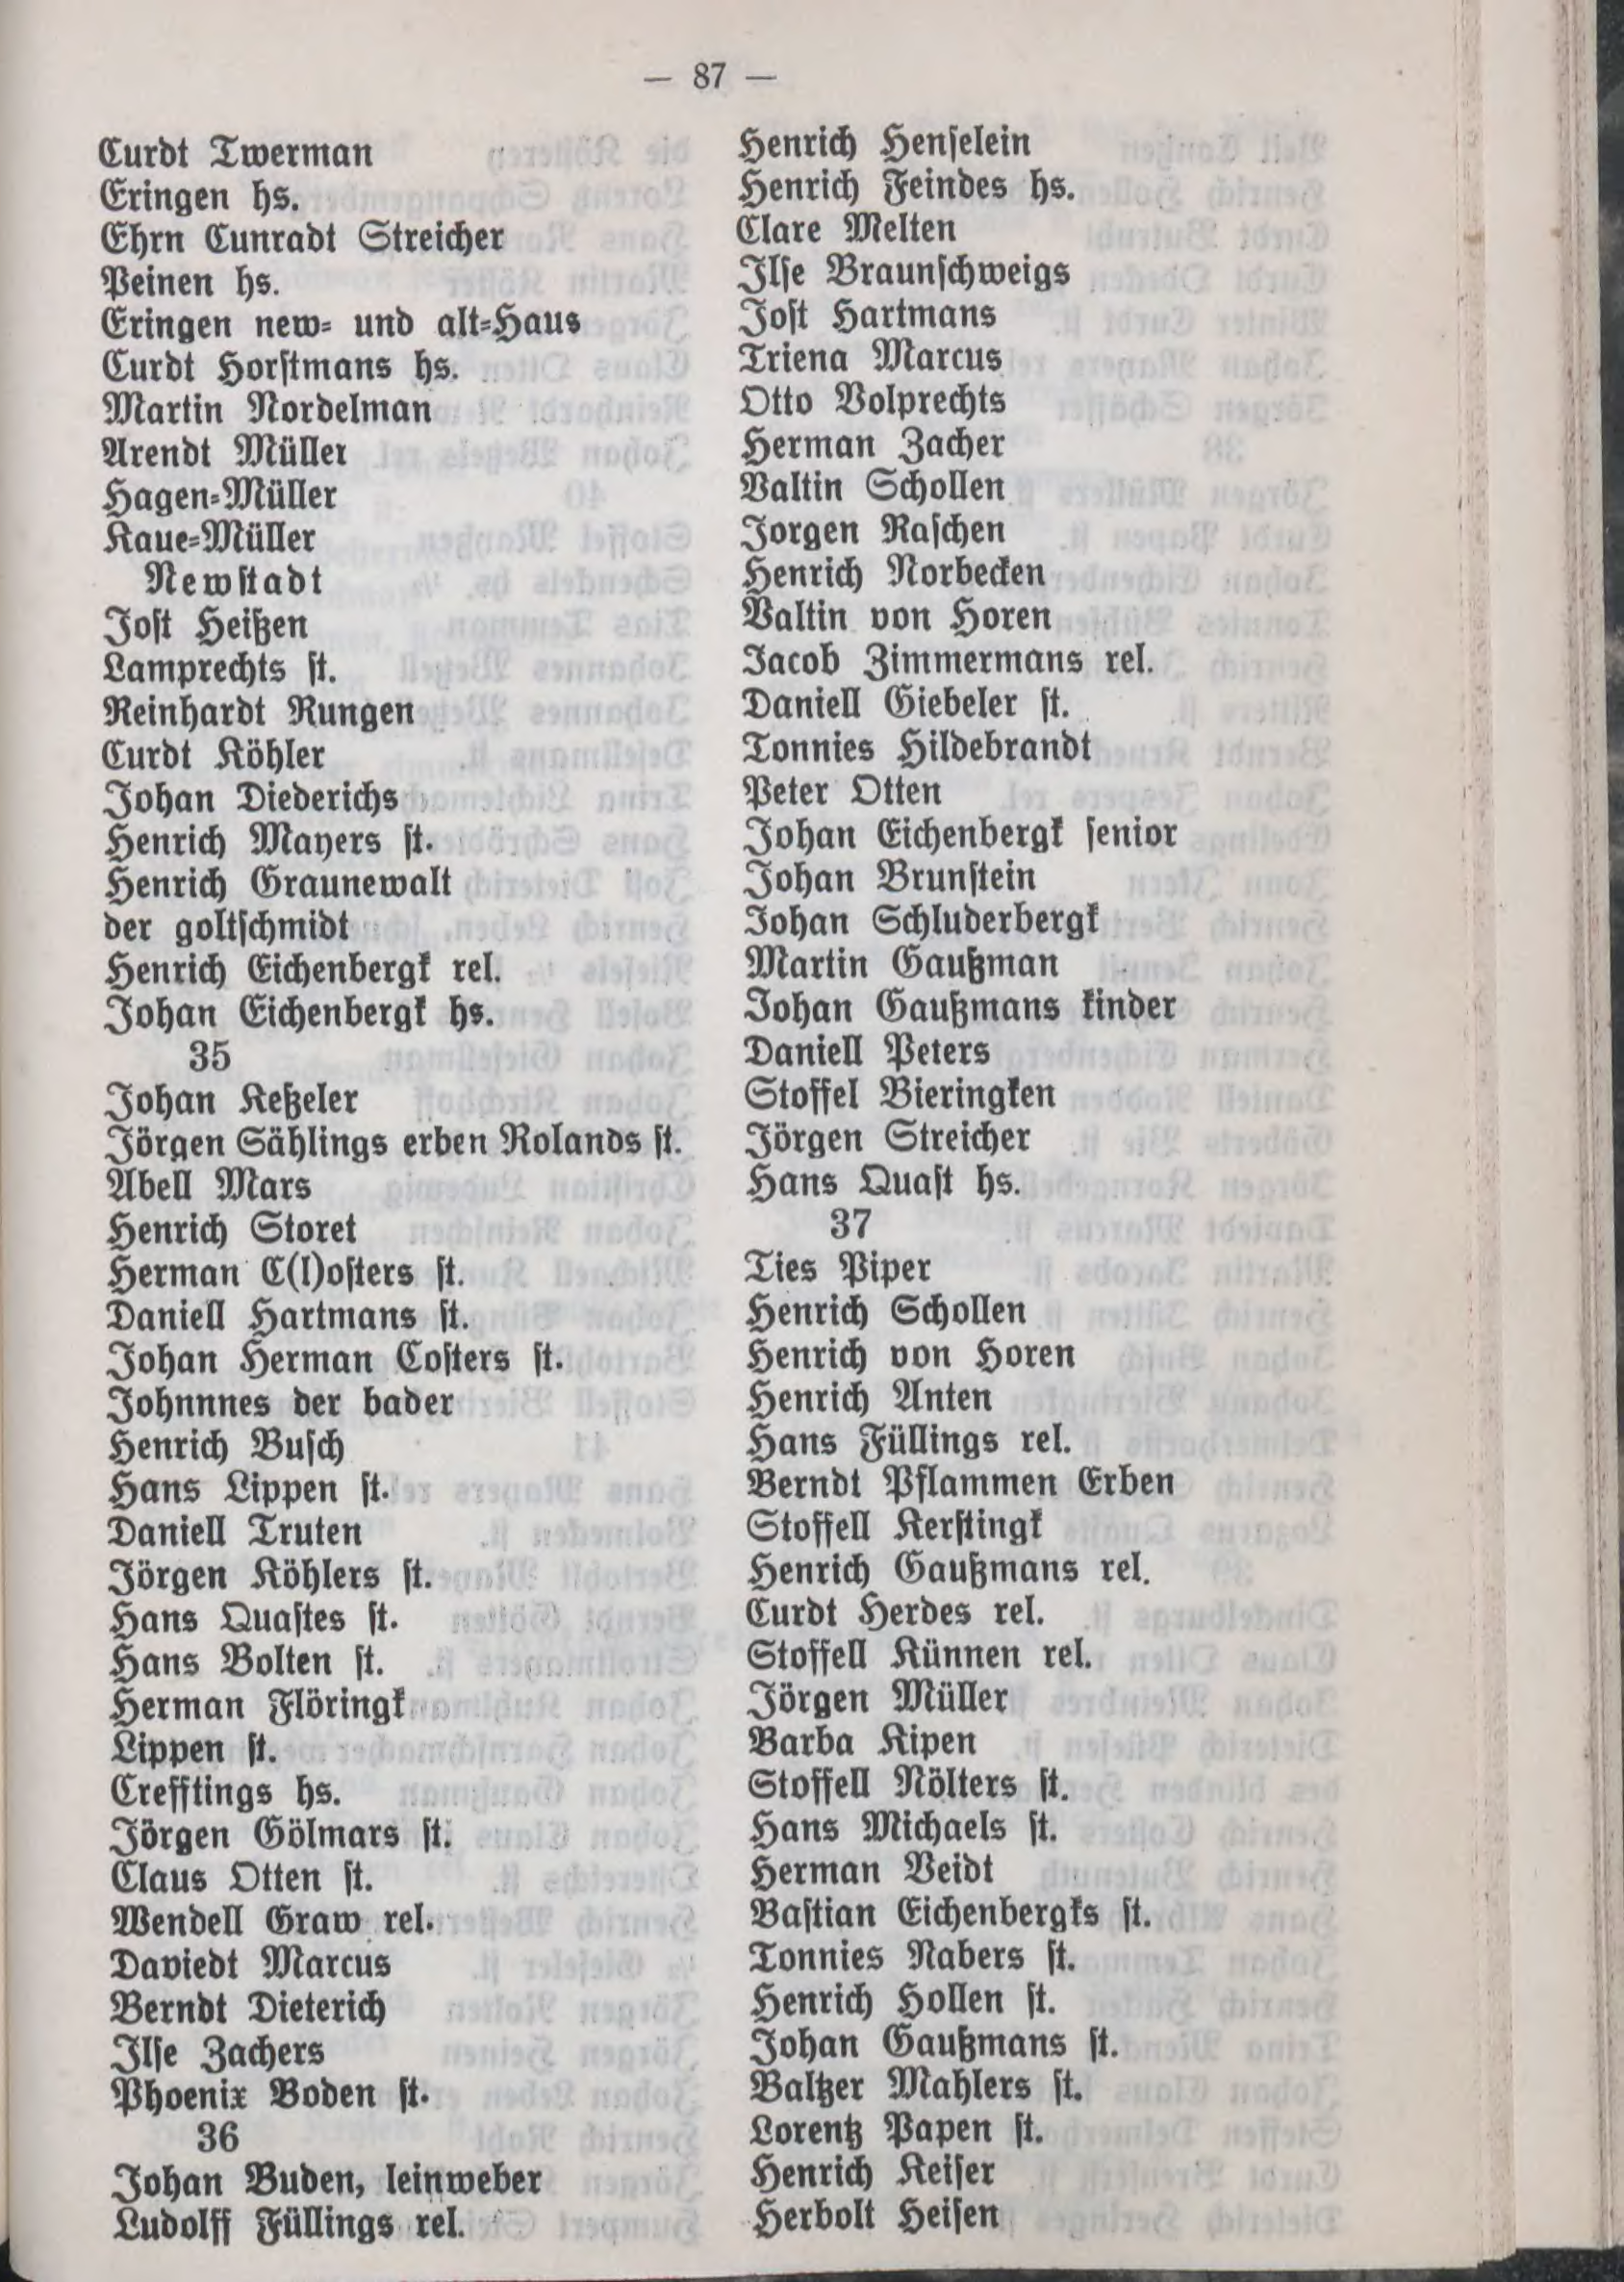 — 87 —
Curdt Twerman
Eringen hs.
Ehrn Cunradt Streicher
Peinen hs.
Eringen new= und alt=Haus
Curdt Horſtmans hs.
Martin Nordelman
Arendt Müller
Hagen=Müller
Kaue=Müller
Newſtadt
Joſt Heißen
Lamprechts ſt.
Reinhardt Rungen
Curdt Köhler
Johan Diederichs
Henrich Mayers ſt.
Henrich Graunewalt
der goltſchmidt
Henrich Eichenbergk rel.
Johan Eichenbergk hs.
35
Johan Keßeler
Jörgen Sählings erben Rolands ſt.
Abell Mars
Henrich Storet
Herman C(l)oſters ſt.
Daniell Hartmans ſt.
Johan Herman Coſters ſt.
Johnnnes der bader
Henrich Buſch
Hans Lippen ſt.
Daniell Truten
Jörgen Köhlers ſt.
Hans Quaſtes ſt.
Hans Bolten ſt.
Herman Flöringk
Lippen ſt.
Crefftings hs.
Jörgen Gölmars ſt.
Claus Otten ſt.
Wendell Graw rel.
Daviedt Marcus
Berndt Dieterich
Ilſe Zachers
Phoenix Boden ſt.
36
Johan Buden, leinweber
Ludolff Füllings rel.
Henrich Henſelein
Henrich Feindes hs.
Clare Melten
Ilſe Braunſchweigs
Joſt Hartmans
Triena Marcus
Otto Volprechts
Herman Zacher
Valtin Schollen
Jorgen Raſchen
Henrich Norbecken
Valtin von Horen
Jacob Zimmermans rel.
Daniell Giebeler ſt.
Tonnies Hildebrandt
Peter Otten
Johan Eichenbergk ſenior
Johan Brunſtein
Johan Schluderbergk
Martin Gaußman
Johan Gaußmans kinder
Daniell Peters
Stoffel Bieringken
Jörgen Streicher
Hans Quaſt hs.
37
Ties Piper
Henrich Schollen
Henrich von Horen
Henrich Anten
Hans Füllings rel.
Berndt Pflammen Erben
Stoffell Kerſtingk
Henrich Gaußmans rel.
Curdt Herdes rel.
Stoffell Künnen rel.
Jörgen Müller
Barba Kipen
Stoffell Nölters ſt.
Hans Michaels ſt.
Herman Veidt
Baſtian Eichenbergks ſt.
Tonnies Nabers ſt.
Henrich Hollen ſt.
Johan Gaußmans ſt.
Baltzer Mahlers ſt.
Lorentz Papen ſt.
Henrich Keiſer
Herbolt Heiſen